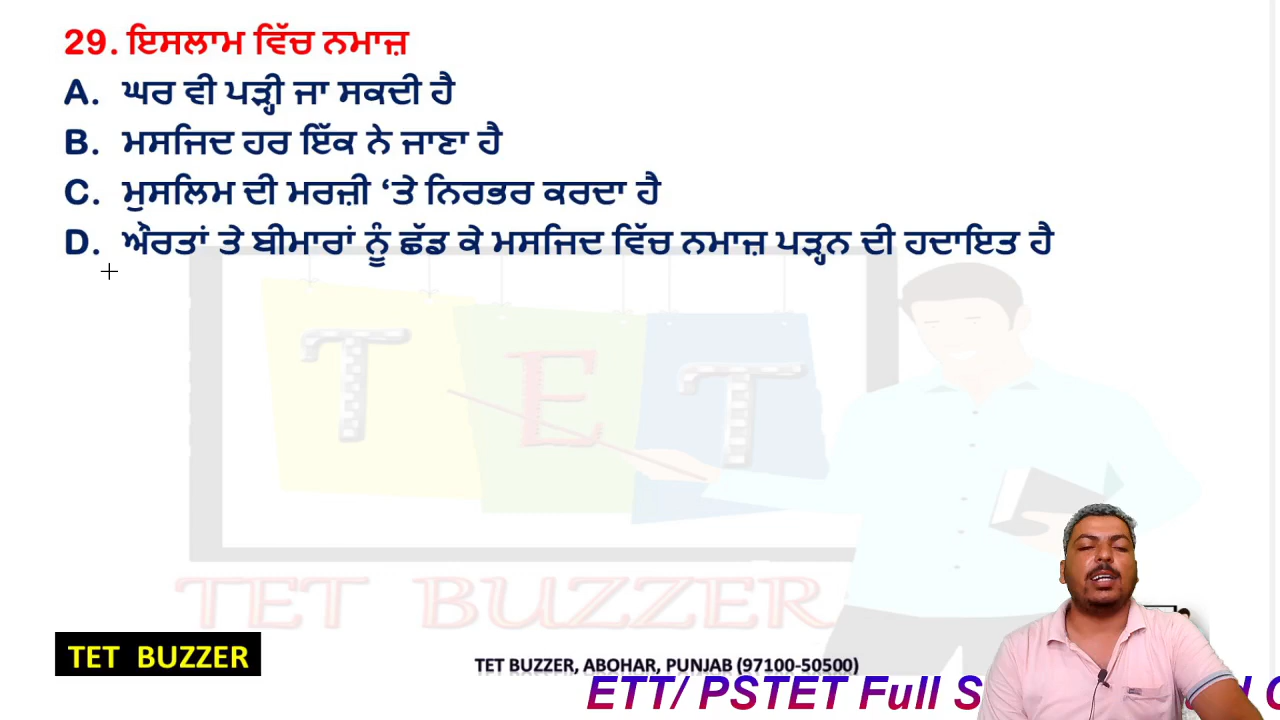 29. ਇਸਲਾਮ ਵਿੱਚ ਨਮਾਜ਼
A. ਘਰ ਵੀ ਪੜ੍ਹੀ ਜਾ ਸਕਦੀ ਹੈ
B. ਮਸਜਿਦ ਹਰ ਇੱਕ ਨੇ ਜਾਣਾ ਹੈ
C. ਮੁਸਲਿਮ ਦੀ ਮਰਜ਼ੀ ‘ਤੇ ਨਿਰਭਰ ਕਰਦਾ ਹੈ
D. ਔਰਤਾਂ ਤੇ ਬੀਮਾਰਾਂ ਨੂੰ ਛੱਡ ਕੇ ਮਸਜਿਦ ਵਿੱਚ ਨਮਾਜ਼ ਪੜ੍ਹਨ ਦੀ ਹਦਾਇਤ ਹੈ
T E T
TET BUZZER
TET BUZZER
TET BUZZER, ABOHAR, PUNJAB (97100-50500)
ETT/ PSTET Full